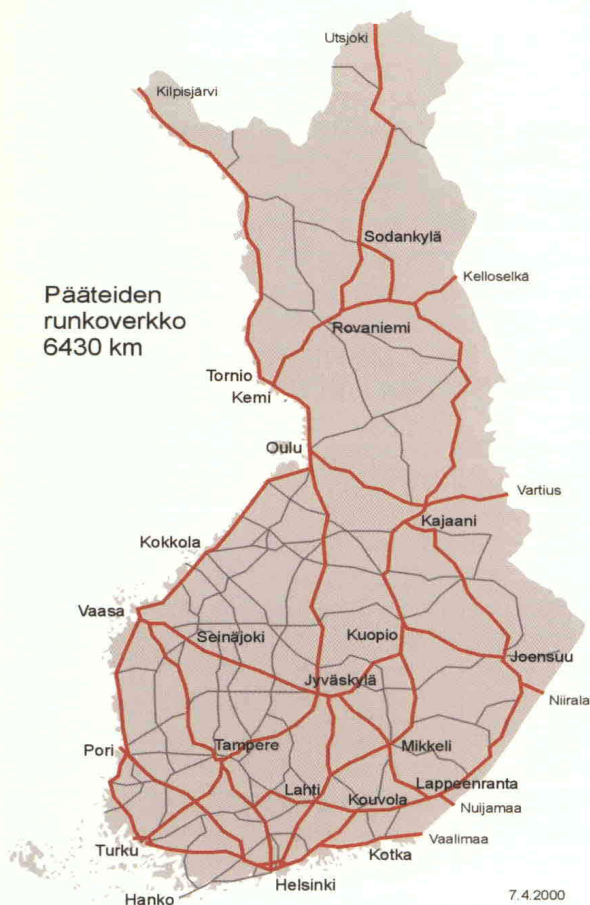 Utsjoki
Kilpisjärvi
Sodankylä
Kelloselkä
Pääteiden
runkoverkko
6430 km
Rovaniemi
Tornio
Kemi
Oulu
Vartius
Kajaani
Kokkola
Vaasa
Seinäjoki
Kuopio
Joensuu
Jyväskylä
Niirala
Pori
Tampere
Mikkeli
Lahti
Lappeenranta
Kouvola
Nuijamaa
Turku
Vaalimaa
Kotka
Helsinki
Hanko
7.4.2000